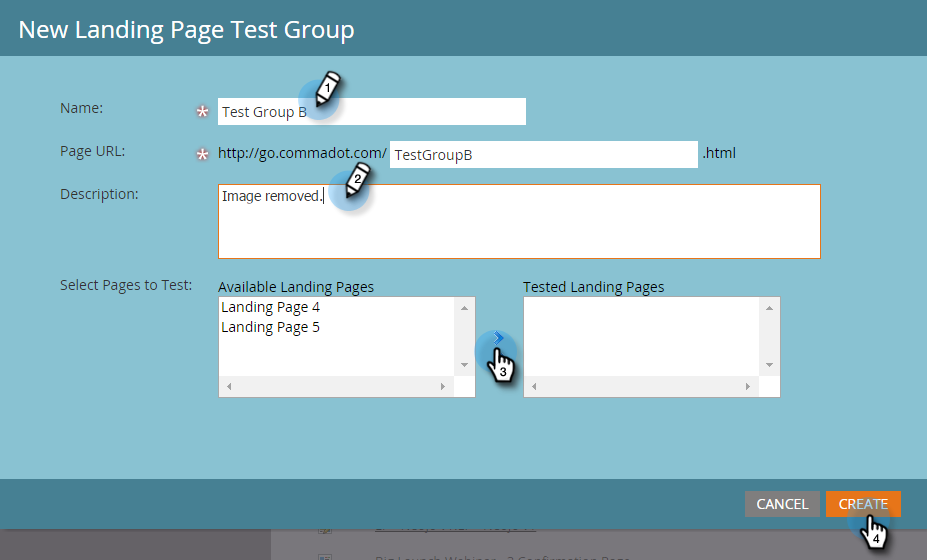 New Landing Page Test Group
1
Name: * Test Group B
Page URL: * http://go.commadot.com/ TestGroupB .html
2
Description: Image removed.
Select Pages to Test: Available Landing Pages Tested Landing Pages
Landing Page 4
Landing Page 5
3
CANCEL CREATE
4